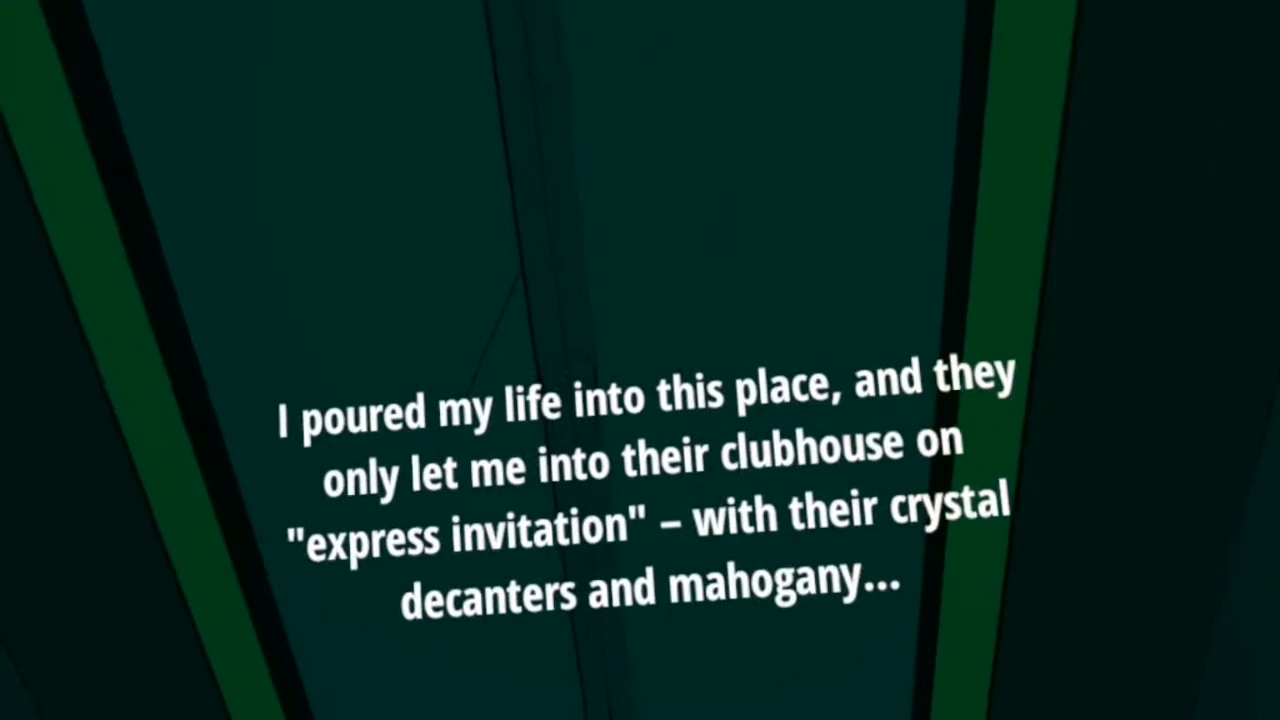 I poured my life into this place, and they
only let me into their clubhouse on
"express invitation" – with their crystal
decanters and mahogany...